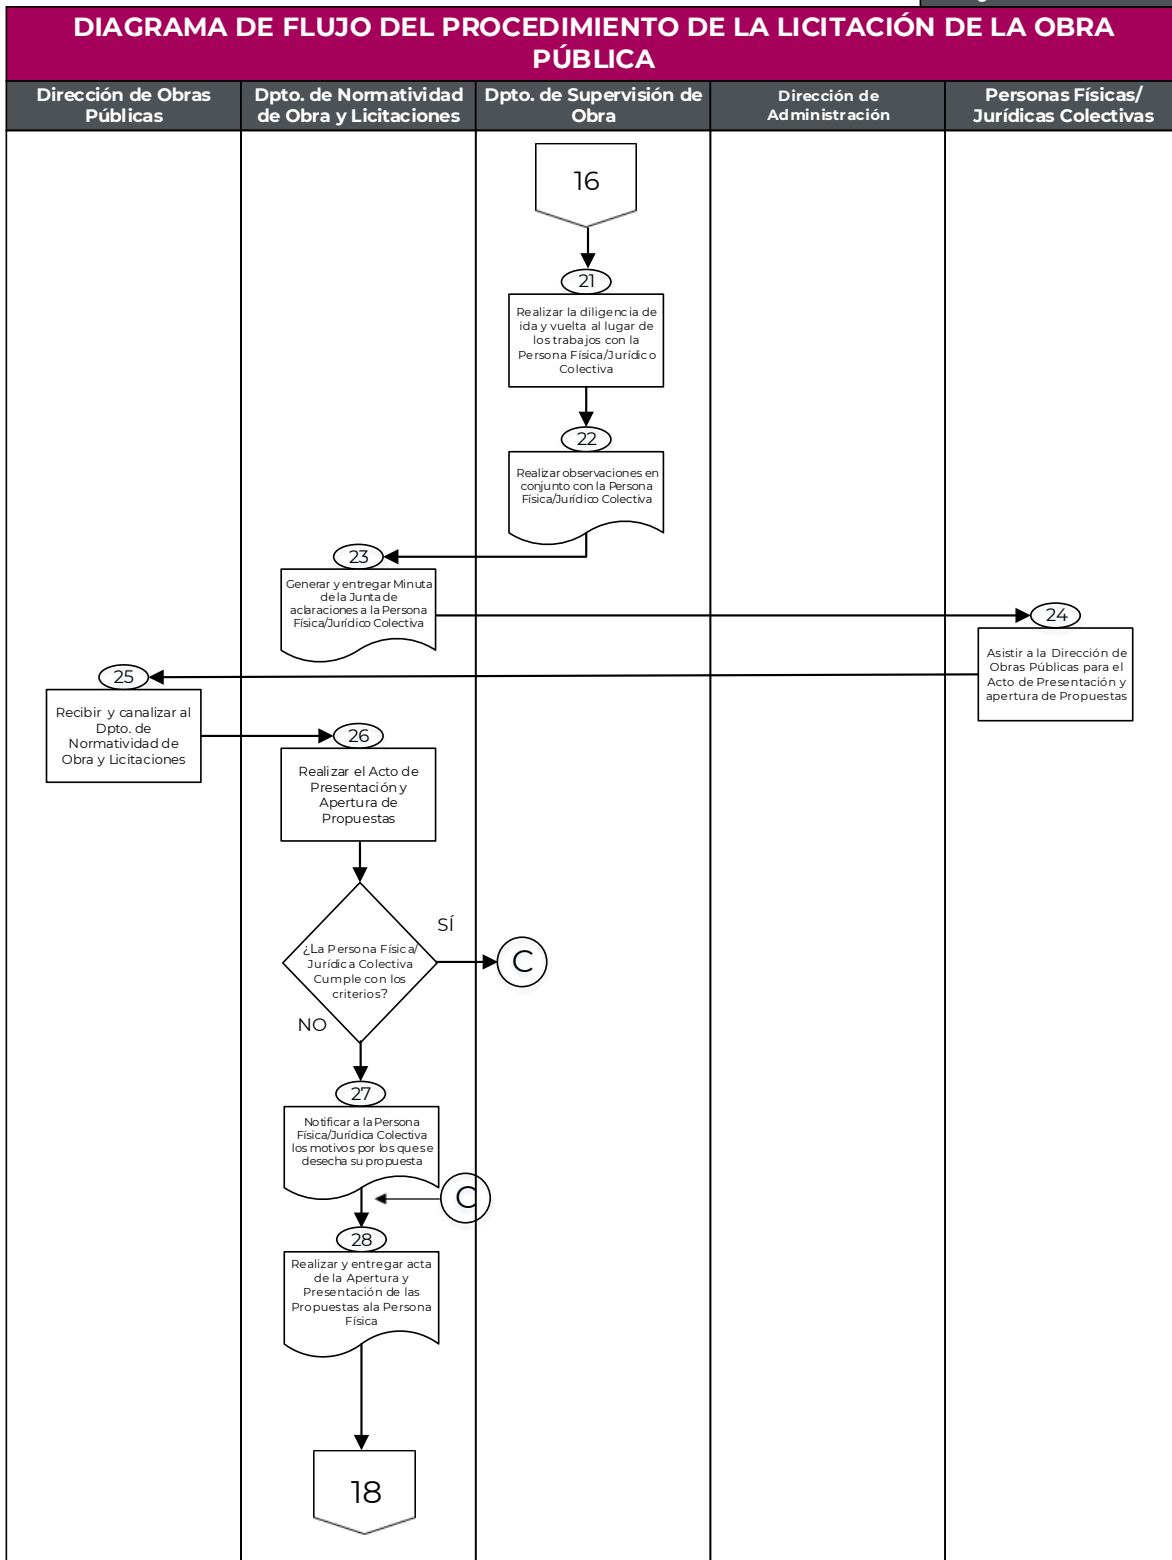 DIAGRAMA DE FLUJO DEL PROCEDIMIENTO DE LA LICITACIÓN DE LA OBRA
PÚBLICA
Dirección de Obras
Públicas
Dpto. de Normatividad
de Obra y Licitaciones
Dpto. de Supervisión de
Obra
Dirección de
Administración
Personas Físicas/
Jurídicas Colectivas
16
21
Realizar la diligencia de
ida y vuelta al lugar de
los trabajos con la
Persona Física/Jurídico
Colectiva
22
Realizar observaciones en
conjunto con la Persona
Física/Jurídico Colectiva
23
Generar y entregar Minuta
de la Junta de
aclaraciones a la Persona
Física/Jurídico Colectiva
24
Asistir a la Dirección de
Obras Públicas para el
Acto de Presentación y
apertura de Propuestas
25
Recibir y canalizar al
Dpto. de
Normatividad de
Obra y Licitaciones
26
Realizar el Acto de
Presentación y
Apertura de
Propuestas
¿La Persona Física/
Jurídica Colectiva
Cumple con los
criterios?
SÍ
C
NO
27
Notificar a la Persona
Física/Jurídica Colectiva
los motivos por los que se
desecha su propuesta
C
28
Realizar y entregar acta
de la Apertura y
Presentación de las
Propuestas ala Persona
Física
18